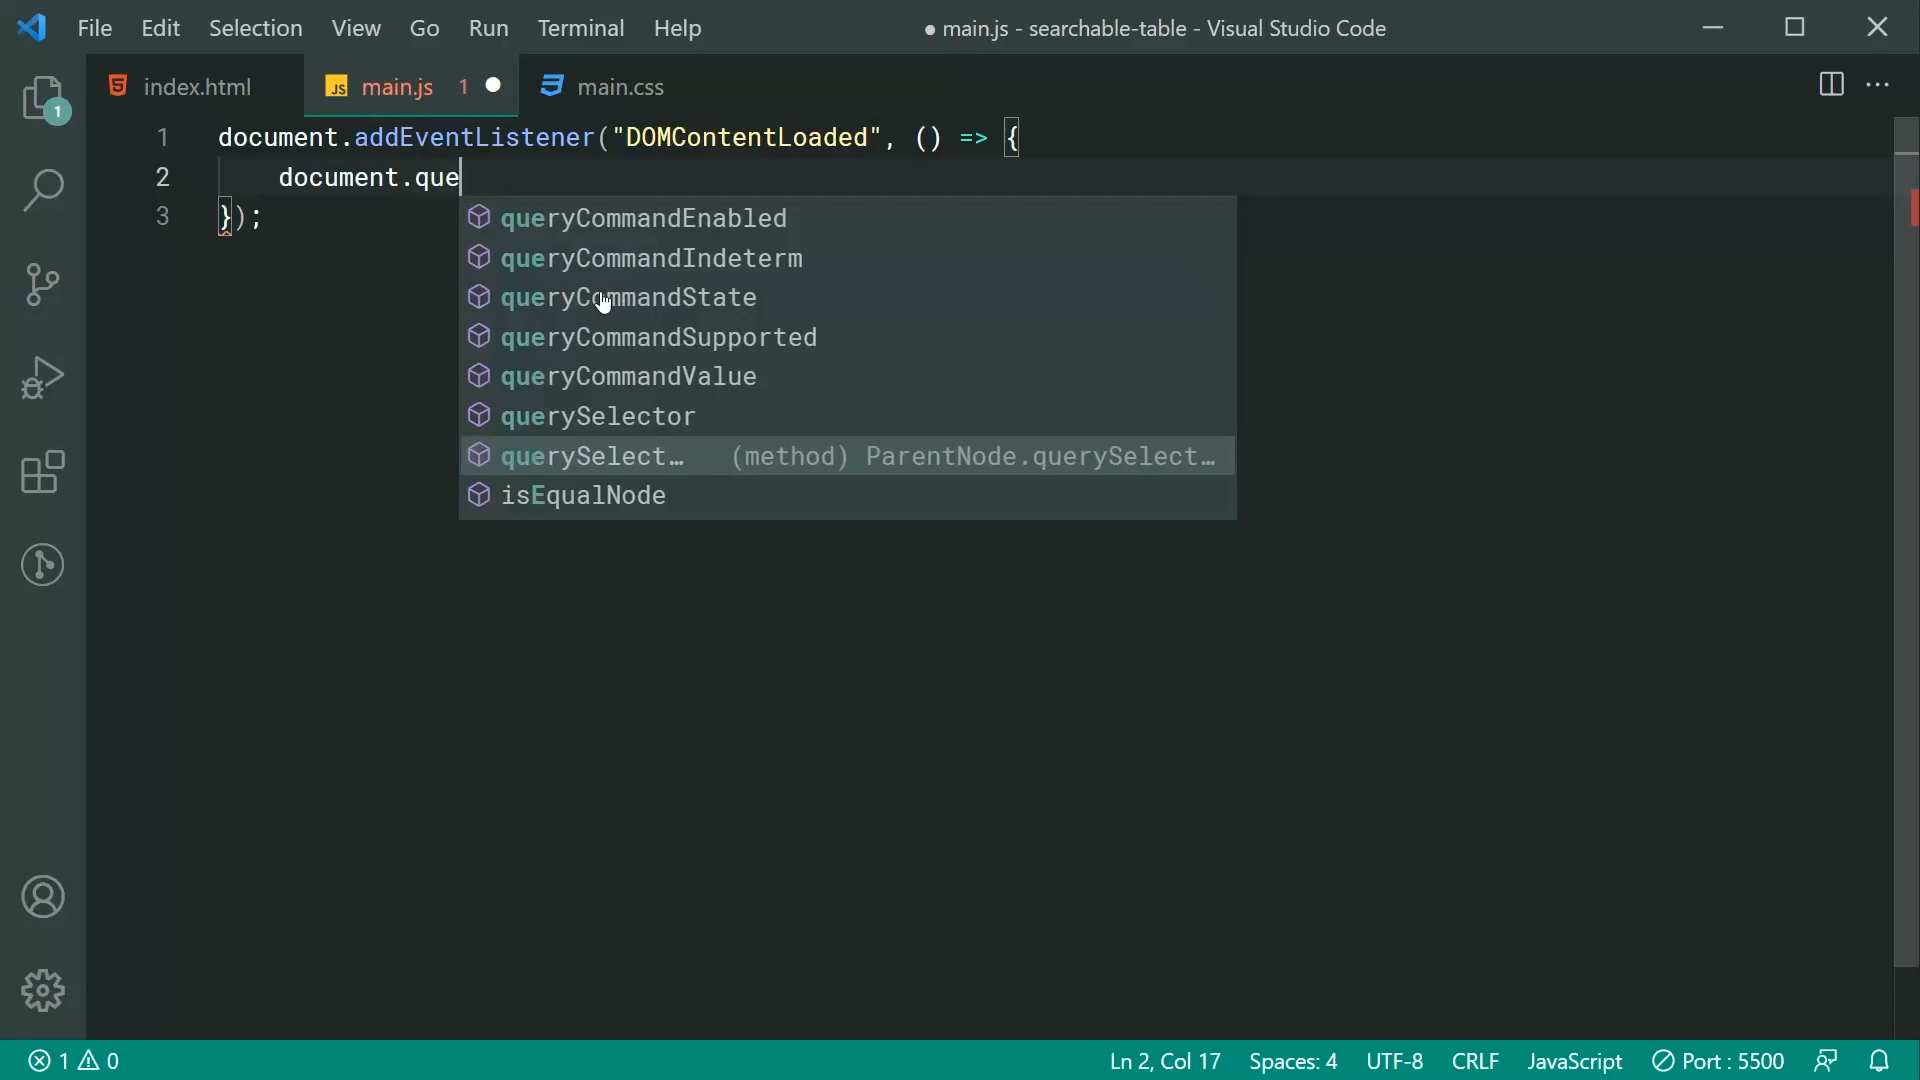 File Edit Selection View Go Run Terminal Help ● main.js - searchable-table - Visual Studio Code
1
index.html JS main.js 1 main.css
1 document.addEventListener("DOMContentLoaded", () => {
2 document.que
3 });
queryCommandEnabled
queryCommandIndeterm
queryCommandState
queryCommandSupported
queryCommandValue
querySelector
querySelect… (method) ParentNode.querySelect…
isEqualNode
1 0 Ln 2, Col 17 Spaces: 4 UTF-8 CRLF JavaScript Port : 5500